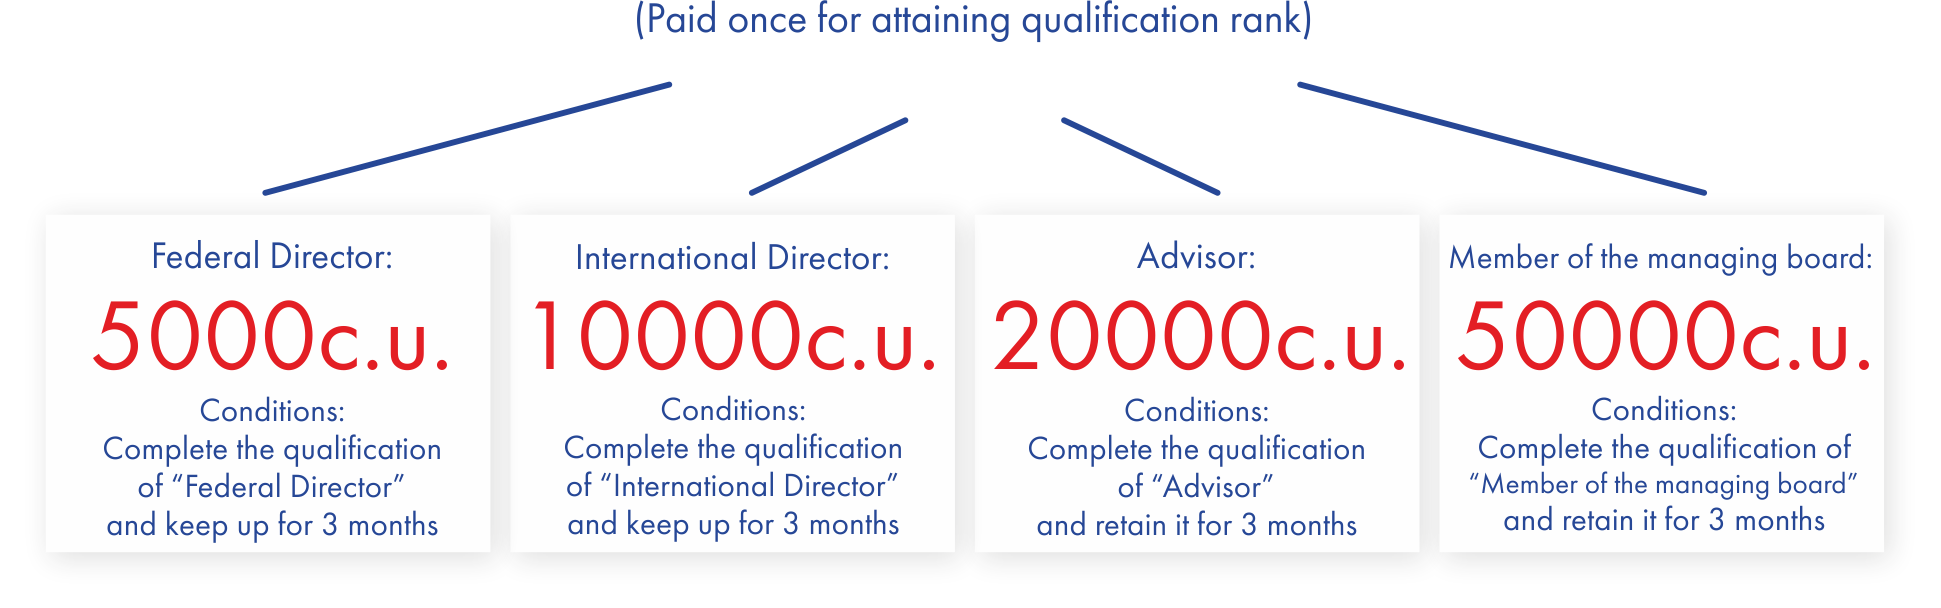 (Paid once for attaining qualification rank)
Federal Director:
5000c.u.
Conditions:
Complete the qualification
of “Federal Director”
and keep up for 3 months
International Director:
10000c.u.
Conditions:
Complete the qualification
of “International Director”
and keep up for 3 months
Advisor:
20000c.u.
Conditions:
Complete the qualification
of “Advisor”
and retain it for 3 months
Member of the managing board:
50000c.u.
Conditions:
Complete the qualification of
“Member of the managing board”
and retain it for 3 months